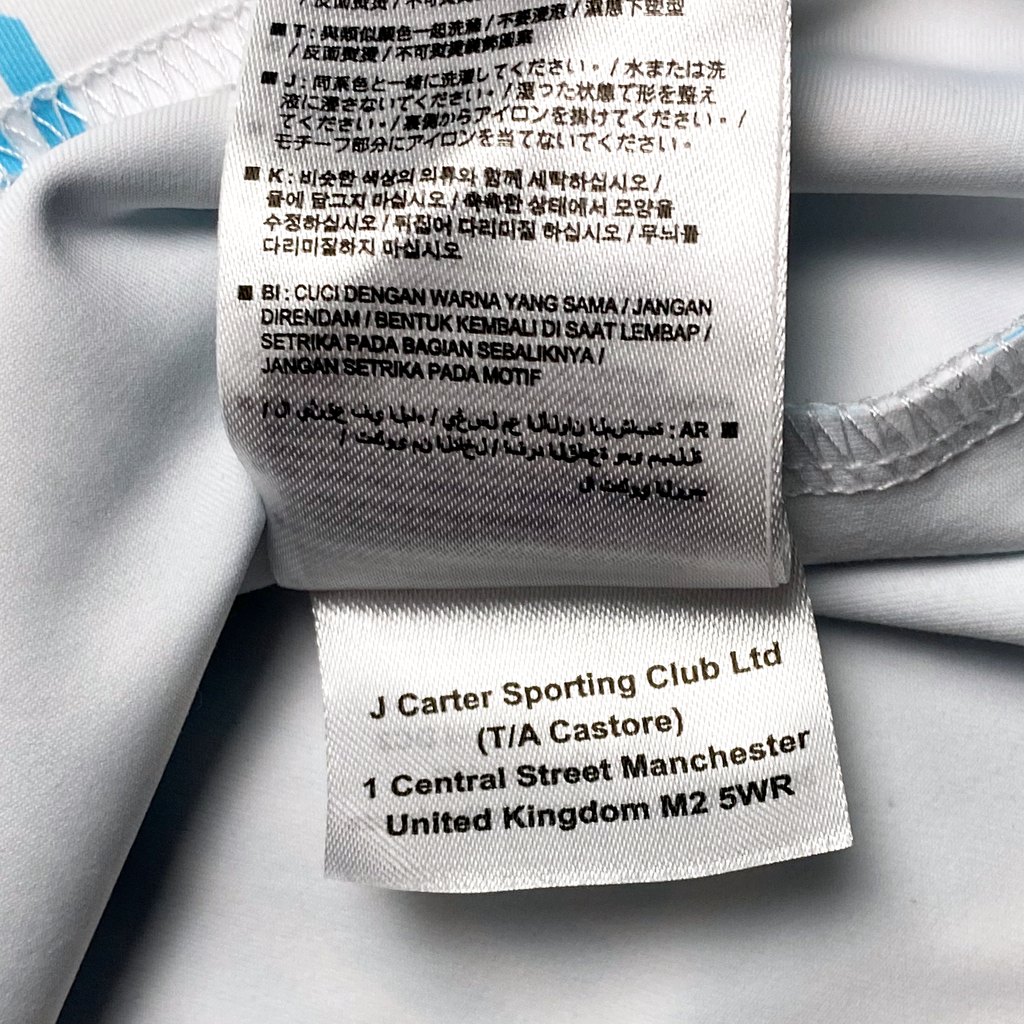 ■ T : 與類似顏色一起洗滌 / 不要浸泡 / 濕態下塑型
/ 反面熨燙 / 不可熨燙裝飾圖案
■ J : 同系色と一緒に洗濯してください。/ 水または洗
液に浸さないでください。/ 湿った状態で形を整え
てください。/ 裏側からアイロンを掛けてください。/
モチーフ部分にアイロンを当てないでください。
■ K : 비슷한 색상의 의류와 함께 세탁하십시오 /
물에 담그지 마십시오 / 축축한 상태에서 모양을
수정하십시오 / 뒤집어 다리미질 하십시오 / 무늬를
다리미질하지 마십시오
■ BI : CUCI DENGAN WARNA YANG SAMA / JANGAN
DIRENDAM / BENTUK KEMBALI DI SAAT LEMBAP /
SETRIKA PADA BAGIAN SEBALIKNYA /
JANGAN SETRIKA PADA MOTIF
■ AR :
J Carter Sporting Club Ltd
(T/A Castore)
1 Central Street Manchester
United Kingdom M2 5WR